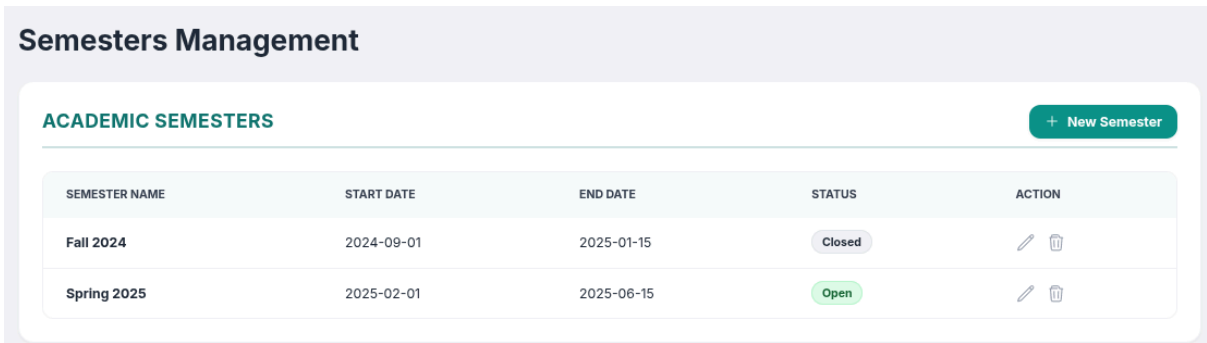 Semesters Management
ACADEMIC SEMESTERS
+ New Semester
SEMESTER NAME START DATE END DATE STATUS ACTION
Fall 2024 2024-09-01 2025-01-15 Closed
Spring 2025 2025-02-01 2025-06-15 Open